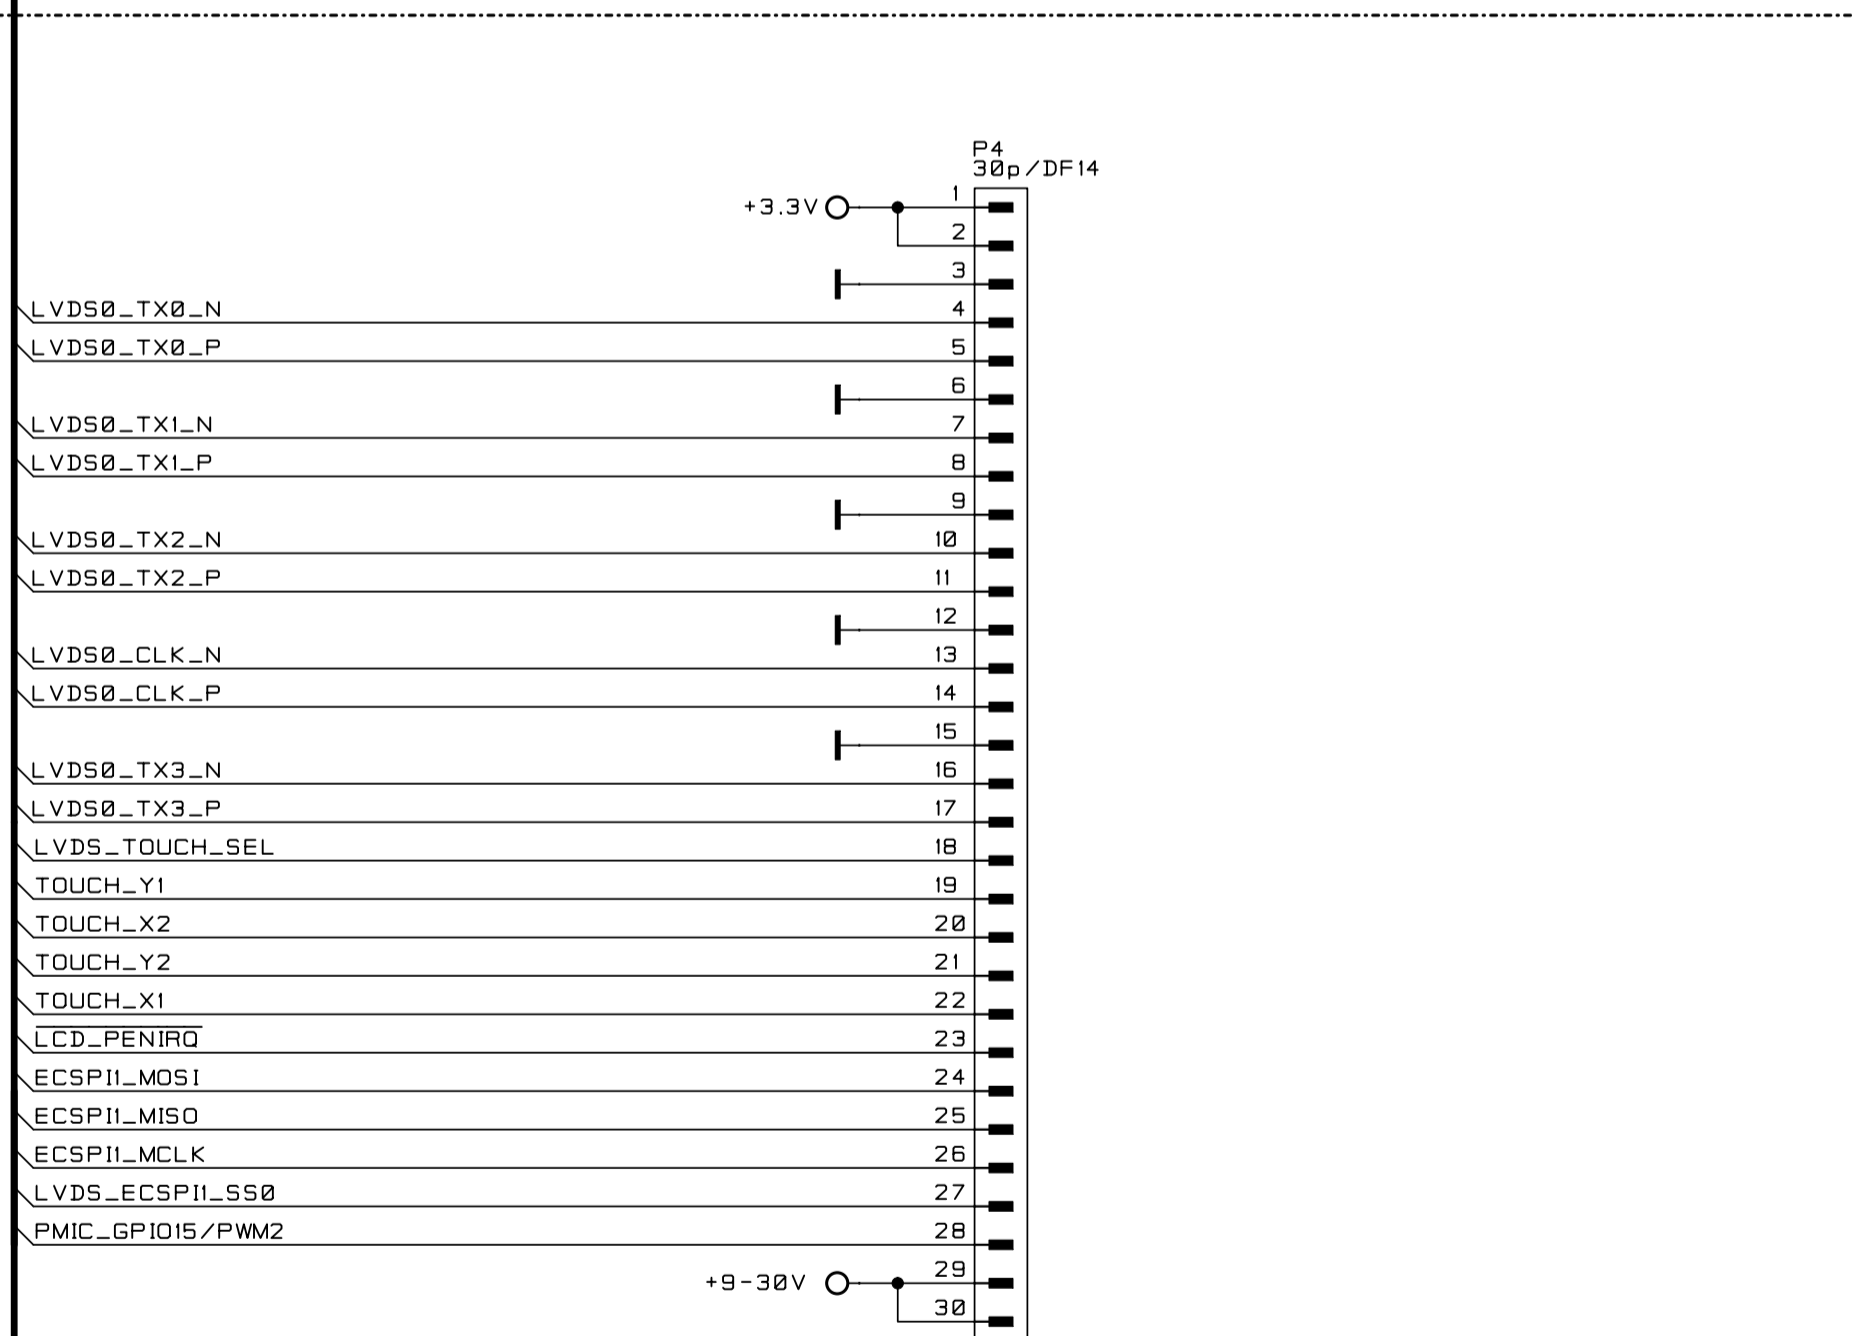 P4
30p/DF14
+3.3V 1
2
3
LVDS0_TX0_N 4
LVDS0_TX0_P 5
6
LVDS0_TX1_N 7
LVDS0_TX1_P 8
9
LVDS0_TX2_N 10
LVDS0_TX2_P 11
12
LVDS0_CLK_N 13
LVDS0_CLK_P 14
15
LVDS0_TX3_N 16
LVDS0_TX3_P 17
LVDS_TOUCH_SEL 18
TOUCH_Y1 19
TOUCH_X2 20
TOUCH_Y2 21
TOUCH_X1 22
LCD_PENIRQ 23
ECSPI1_MOSI 24
ECSPI1_MISO 25
ECSPI1_MCLK 26
LVDS_ECSPI1_SS0 27
PMIC_GPIO15/PWM2 28
+9-30V 29
30